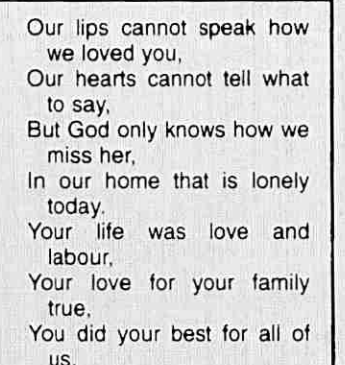 Our lips cannot speak how
we loved you,
Our hearts cannot tell what
to say,
But God only knows how we
miss her,
In our home that is lonely
today.
Your life was love and
labour,
Your love for your family
true,
You did your best for all of
us,